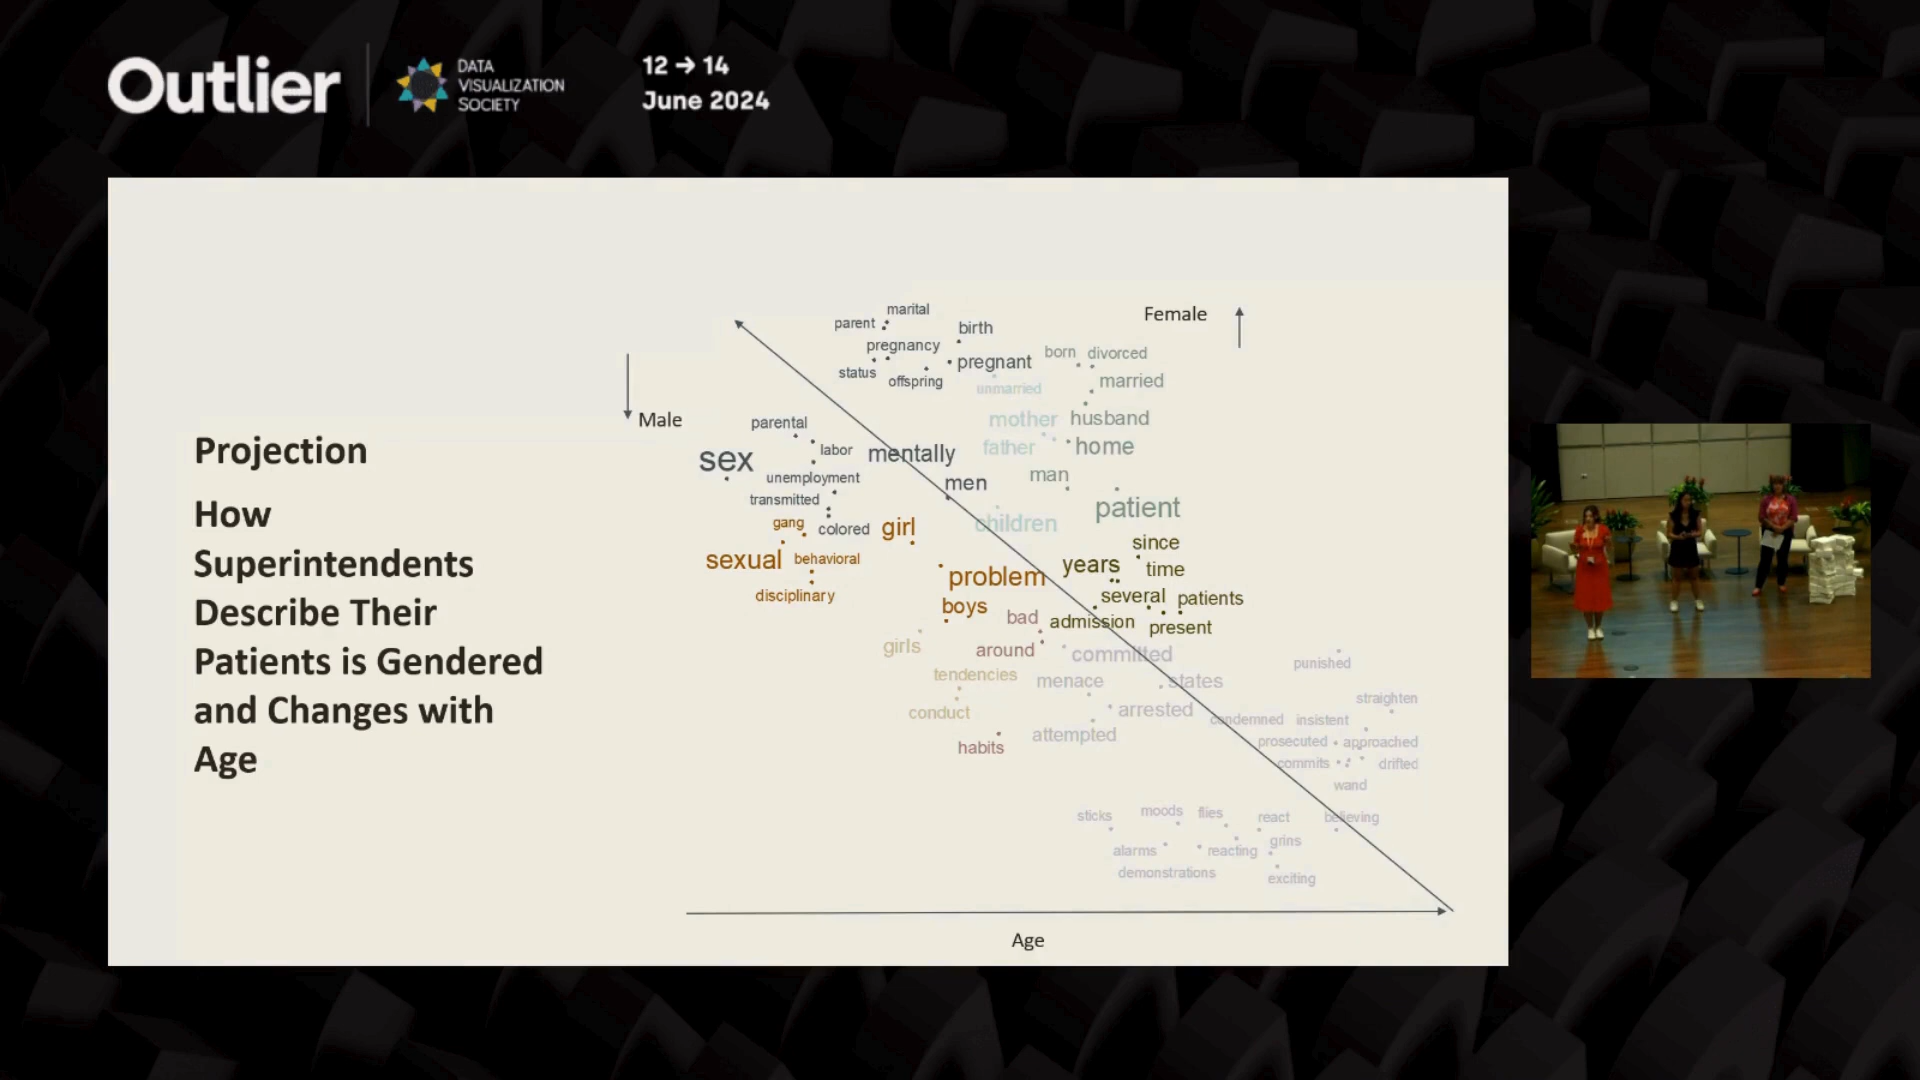 Outlier
DATA
VISUALIZATION
SOCIETY
12 → 14
June 2024
Projection
How
Superintendents
Describe Their
Patients is Gendered
and Changes with
Age
Male
Female
marital
parent
birth
pregnancy
pregnant
born divorced
status
offspring
unmarried
married
parental
mother husband
labor
father home
sex
mentally
unemployment
men
man
transmitted
gang
colored
girl
children
patient
since
sexual
behavioral
problem
years
time
disciplinary
boys
several patients
bad
admission
present
girls
around
committed
tendencies
menace
states
punished
conduct
arrested
straighten
habits
attempted
condemned insistent
prosecuted approached
commits drifted
wand
sticks
moods
flies
react
believing
alarms
reacting
grins
demonstrations
exciting
Age